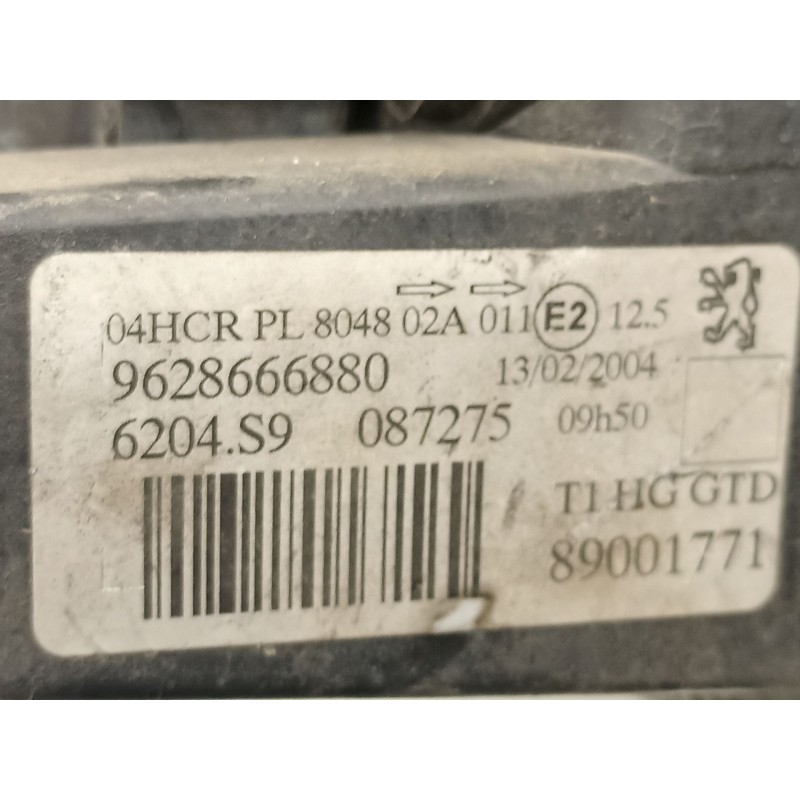 04HCR PL 8048 02A 011 E2 12.5
9628666880 13/02/2004
6204.S9 087275 09h50
T1 HG GTD
89001771